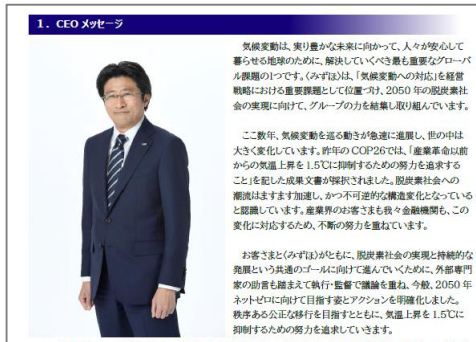 1. CEO メッセージ
気候変動は、実り豊かな未来に向かって、人々が安心して
暮らせる地球のために、解決していくべき最も重要なグローバ
ル課題の1つです。〈みずほ〉は、「気候変動への対応」を経営
戦略における重要課題として位置づけ、2050 年の脱炭素社
会の実現に向けて、グループの力を結集し取り組んでいます。
ここ数年、気候変動を巡る動きが急速に進展し、世の中は
大きく変化しています。昨年の COP26では、「産業革命以前
からの気温上昇を 1.5℃に抑制するための努力を追求する
こと」を記した成果文書が採択されました。脱炭素社会への
潮流はますます加速し、かつ不可逆的な構造変化となっている
と認識しています。産業界のお客さまも我々金融機関も、この
変化に対応するため、不断の努力を重ねています。
お客さまと〈みずほ〉がともに、脱炭素社会の実現と持続的な
発展という共通のゴールに向けて進んでいくために、外部専門
家の助言も踏まえて執行・監督で議論を重ね、今般、2050 年
ネットゼロに向けて目指す姿とアクションを明確化しました。
秩序ある公正な移行を目指すとともに、気温上昇を 1.5℃に
抑制するための努力を追求していきます。